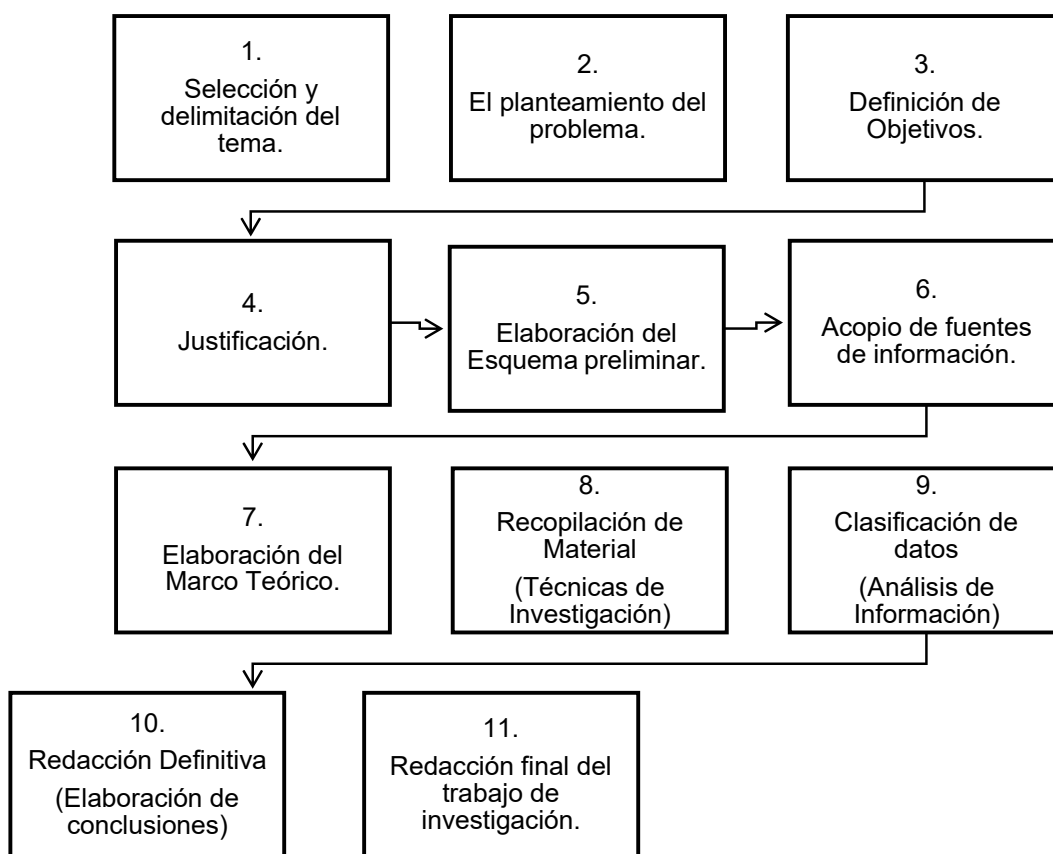 1.
Selección y
delimitación del
tema.
2.
El planteamiento del
problema.
3.
Definición de
Objetivos.
4.
Justificación.
5.
Elaboración del
Esquema preliminar.
6.
Acopio de fuentes
de información.
7.
Elaboración del
Marco Teórico.
8.
Recopilación de
Material
(Técnicas de
Investigación)
9.
Clasificación de
datos
(Análisis de
Información)
10.
Redacción Definitiva
(Elaboración de
conclusiones)
11.
Redacción final del
trabajo de
investigación.